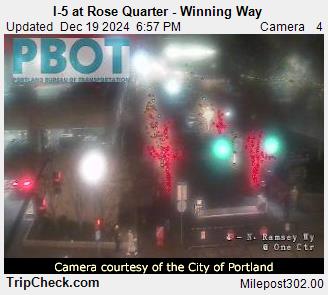 I-5 at Rose Quarter - Winning Way
Updated Dec 19 2024 6:57 PM Camera 4
PBOT
PORTLAND BUREAU OF TRANSPORTATION
4 - N. Ramsey Wy
@ One Ctr
Camera courtesy of the City of Portland
TripCheck.com Milepost302.00